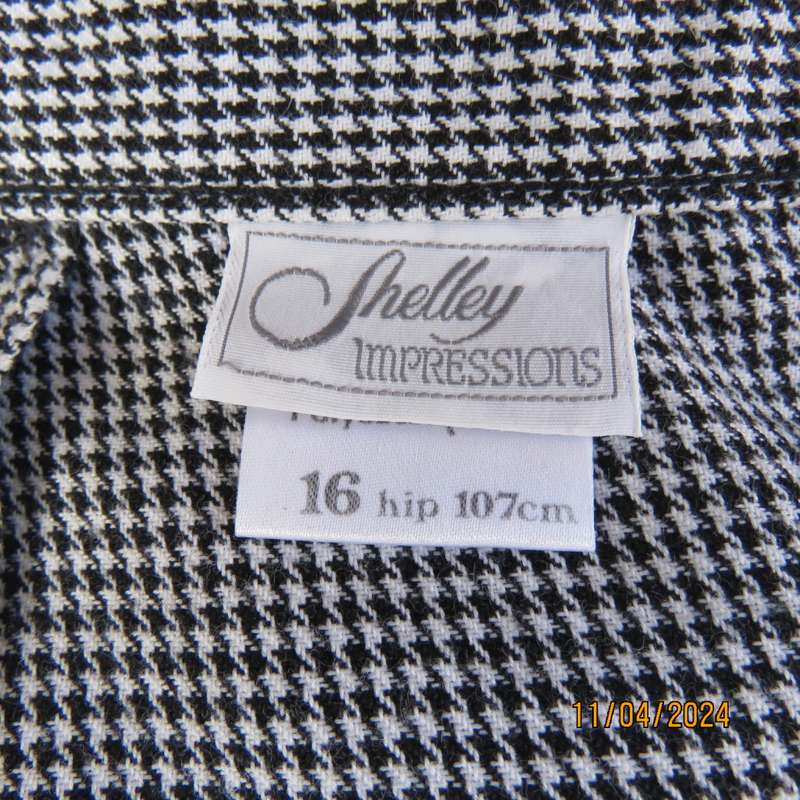 Shelley
IMPRESSIONS
16 hip 107cm
11/04/2024